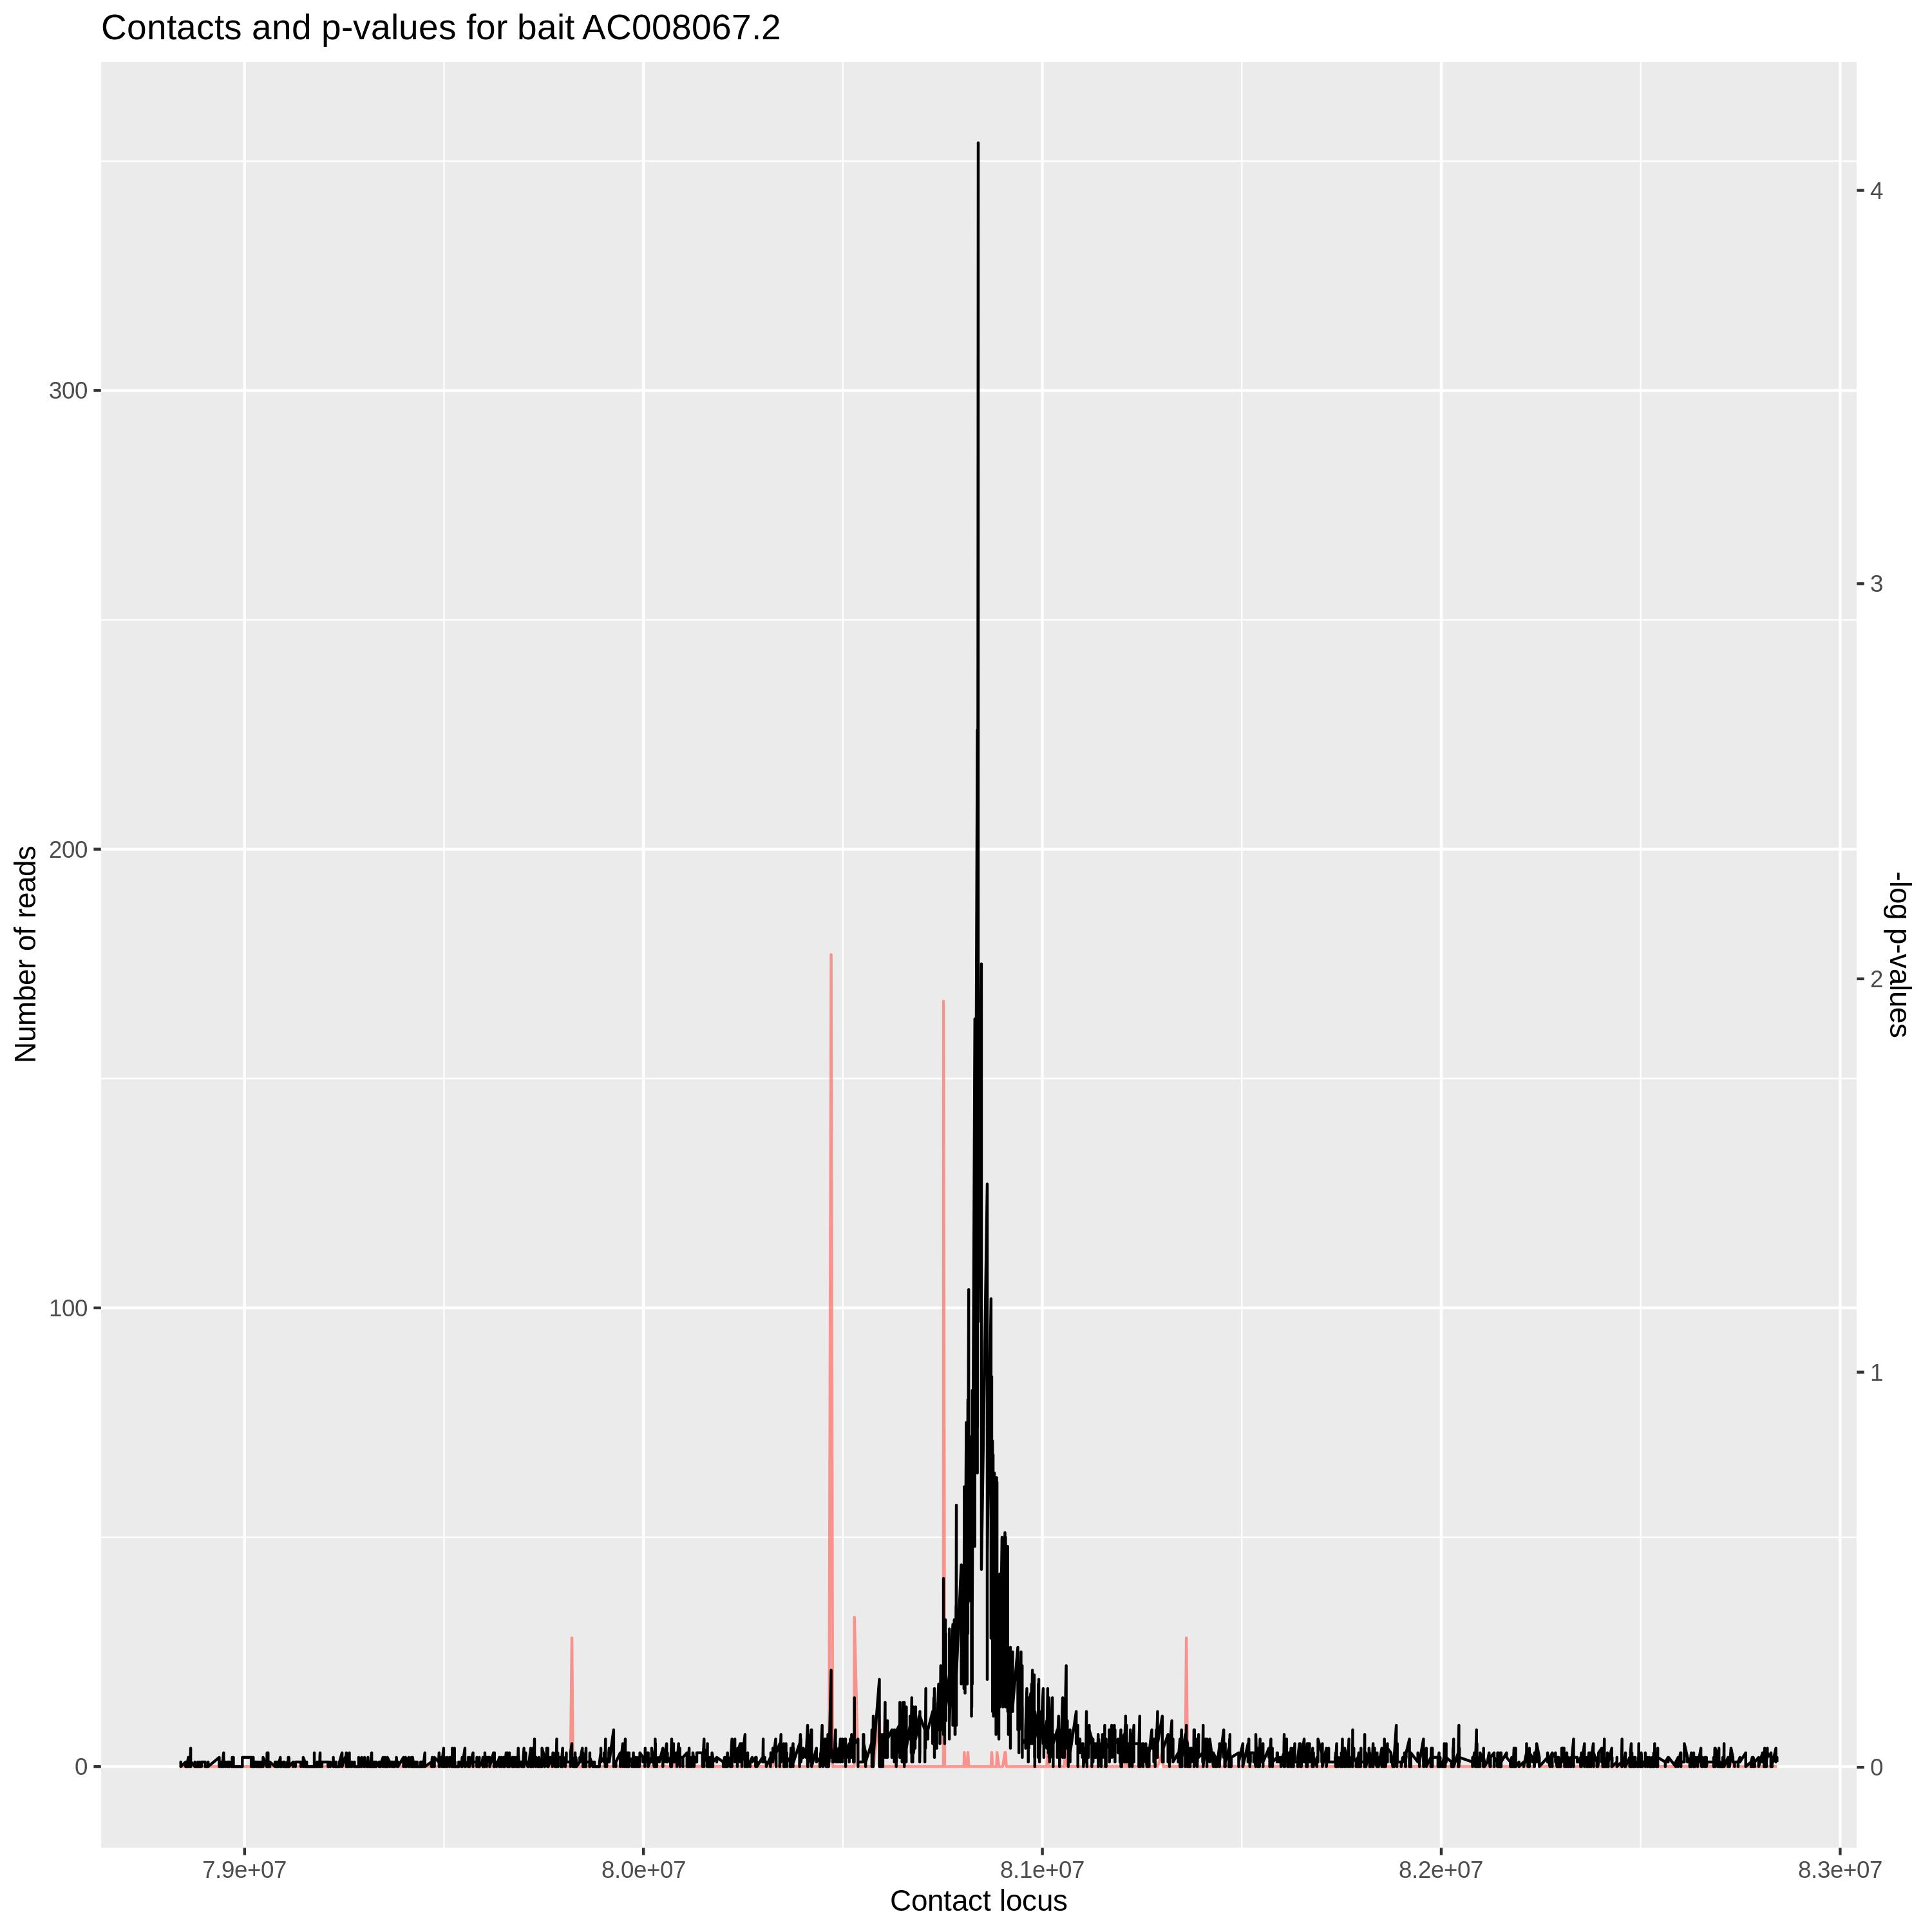 Contacts and p-values for bait AC008067.2
Number of reads
300
200
100
0
4
3
2
1
0
-log p-values
7.9e+07 8.0e+07 8.1e+07 8.2e+07 8.3e+07
Contact locus